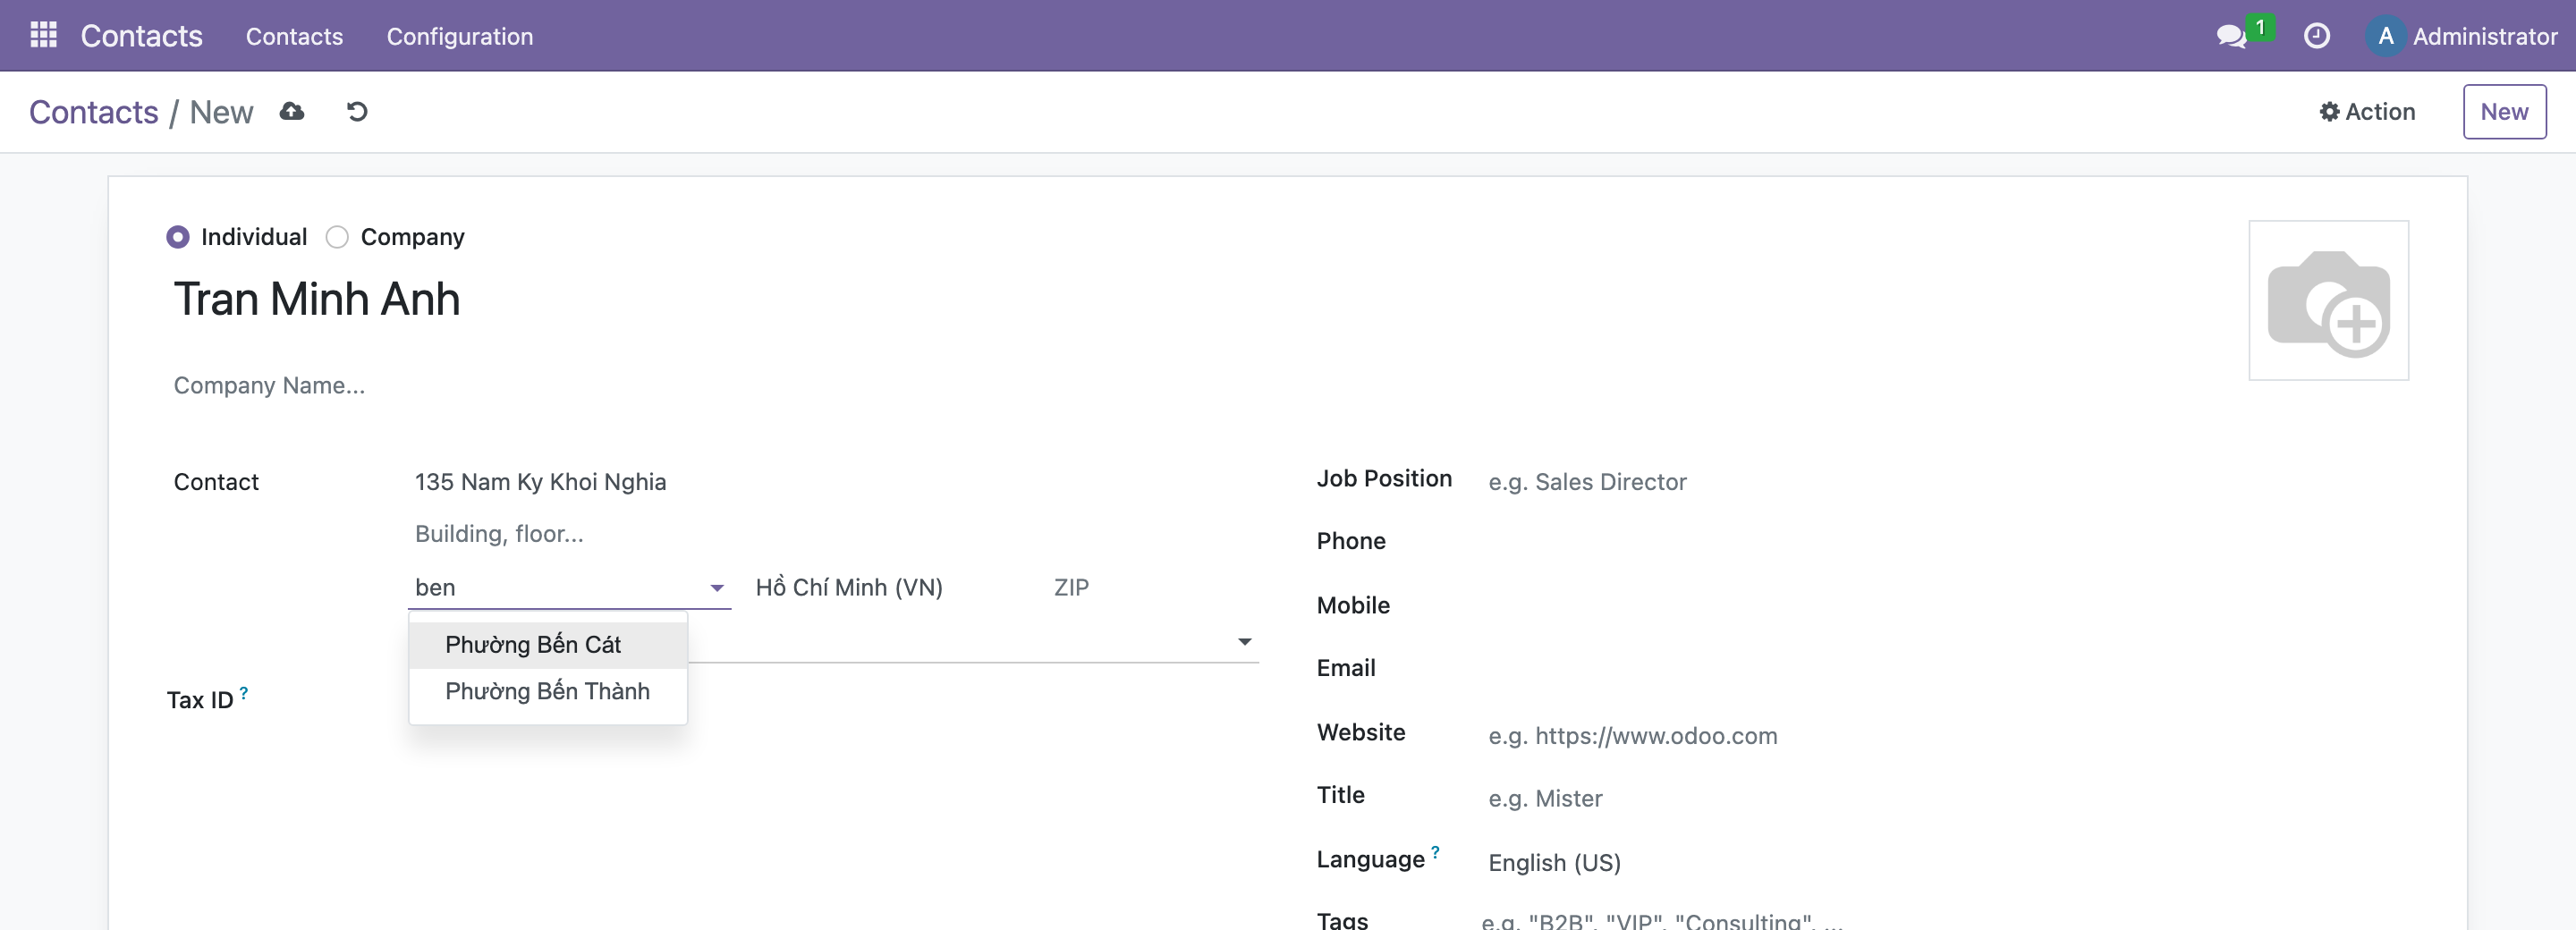 Contacts Contacts Configuration 1 A Administrator
Contacts / New Action New
Individual Company
Tran Minh Anh
Company Name...
Contact 135 Nam Ky Khoi Nghia Job Position e.g. Sales Director
Building, floor... Phone
ben Hồ Chí Minh (VN) ZIP Mobile
Phường Bến Cát Email
Phường Bến Thành
Tax ID ? Website e.g. https://www.odoo.com
Title e.g. Mister
Language ? English (US)
Tags e.g. "B2B", "VIP", "Consulting", ...